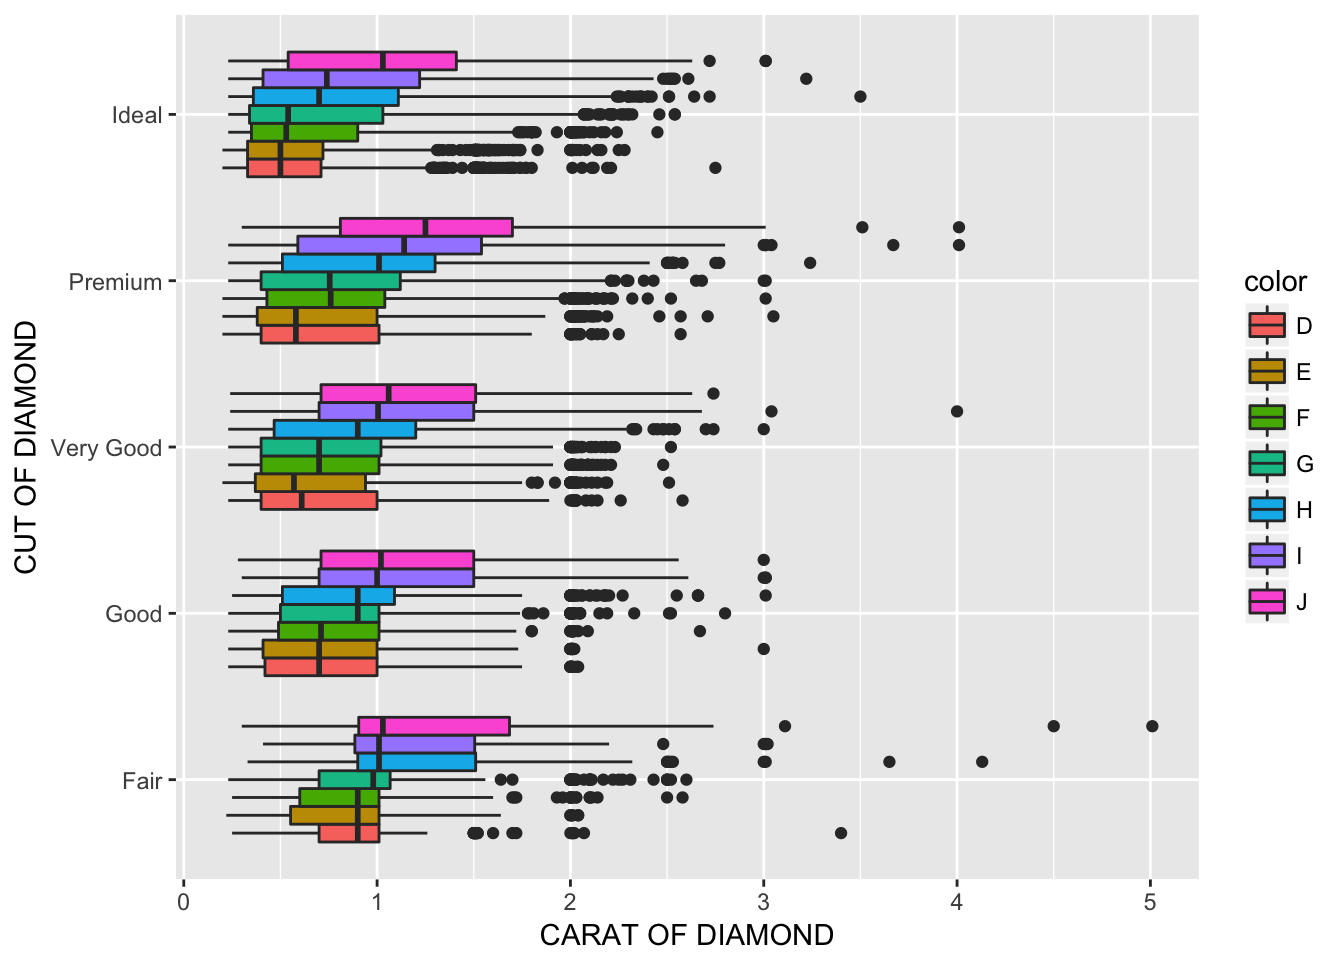 Ideal
Premium
Very Good
Good
Fair
CUT OF DIAMOND
0 1 2 3 4 5
CARAT OF DIAMOND
color
D
E
F
G
H
I
J